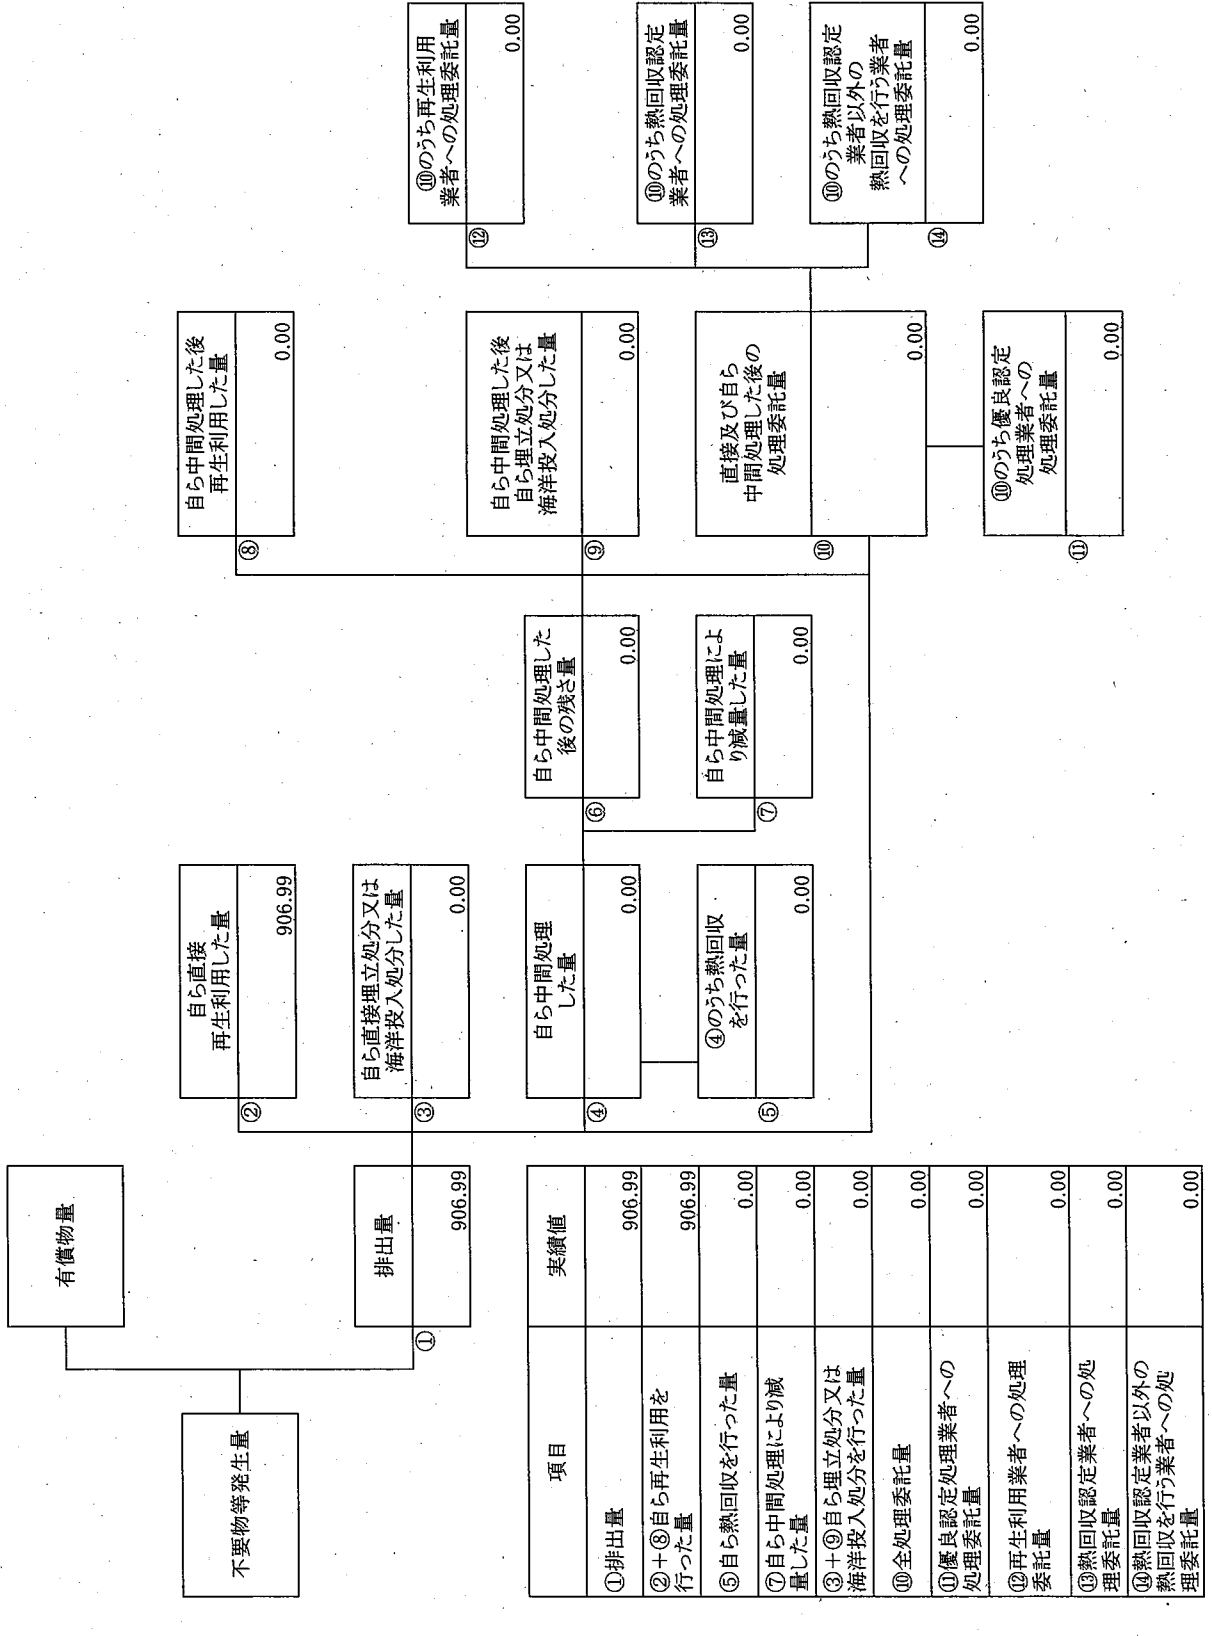 有償物量
不要物等発生量
排出量
①
906.99
自ら直接
再生利用した量
②
906.99
自ら直接埋立処分又は
海洋投入処分した量
③
0.00
自ら中間処理
した量
④
0.00
④のうち熱回収
を行った量
⑤
0.00
自ら中間処理した
後の残さ量
⑥
0.00
自ら中間処理によ
り減量した量
⑦
0.00
自ら中間処理した後
再生利用した量
⑧
0.00
自ら中間処理した後
自ら埋立処分又は
海洋投入処分した量
⑨
0.00
直接及び自ら
中間処理した後の
処理委託量
⑩
0.00
⑩のうち優良認定
処理業者への
処理委託量
⑪
0.00
⑩のうち再生利用
業者への処理委託量
⑫
0.00
⑩のうち熱回収認定
業者への処理委託量
⑬
0.00
⑩のうち熱回収認定
業者以外の
熱回収を行う業者
への処理委託量
⑭
0.00
項目 実績値
①排出量 906.99
②+⑧自ら再生利用を
行った量 906.99
⑤自ら熱回収を行った量 0.00
⑦自ら中間処理により減
量した量 0.00
③+⑨自ら埋立処分又は
海洋投入処分を行った量 0.00
⑩全処理委託量 0.00
⑪優良認定処理業者への
処理委託量 0.00
⑫再生利用業者への処理
委託量 0.00
⑬熱回収認定業者への処
理委託量 0.00
⑭熱回収認定業者以外の
熱回収を行う業者への処
理委託量 0.00